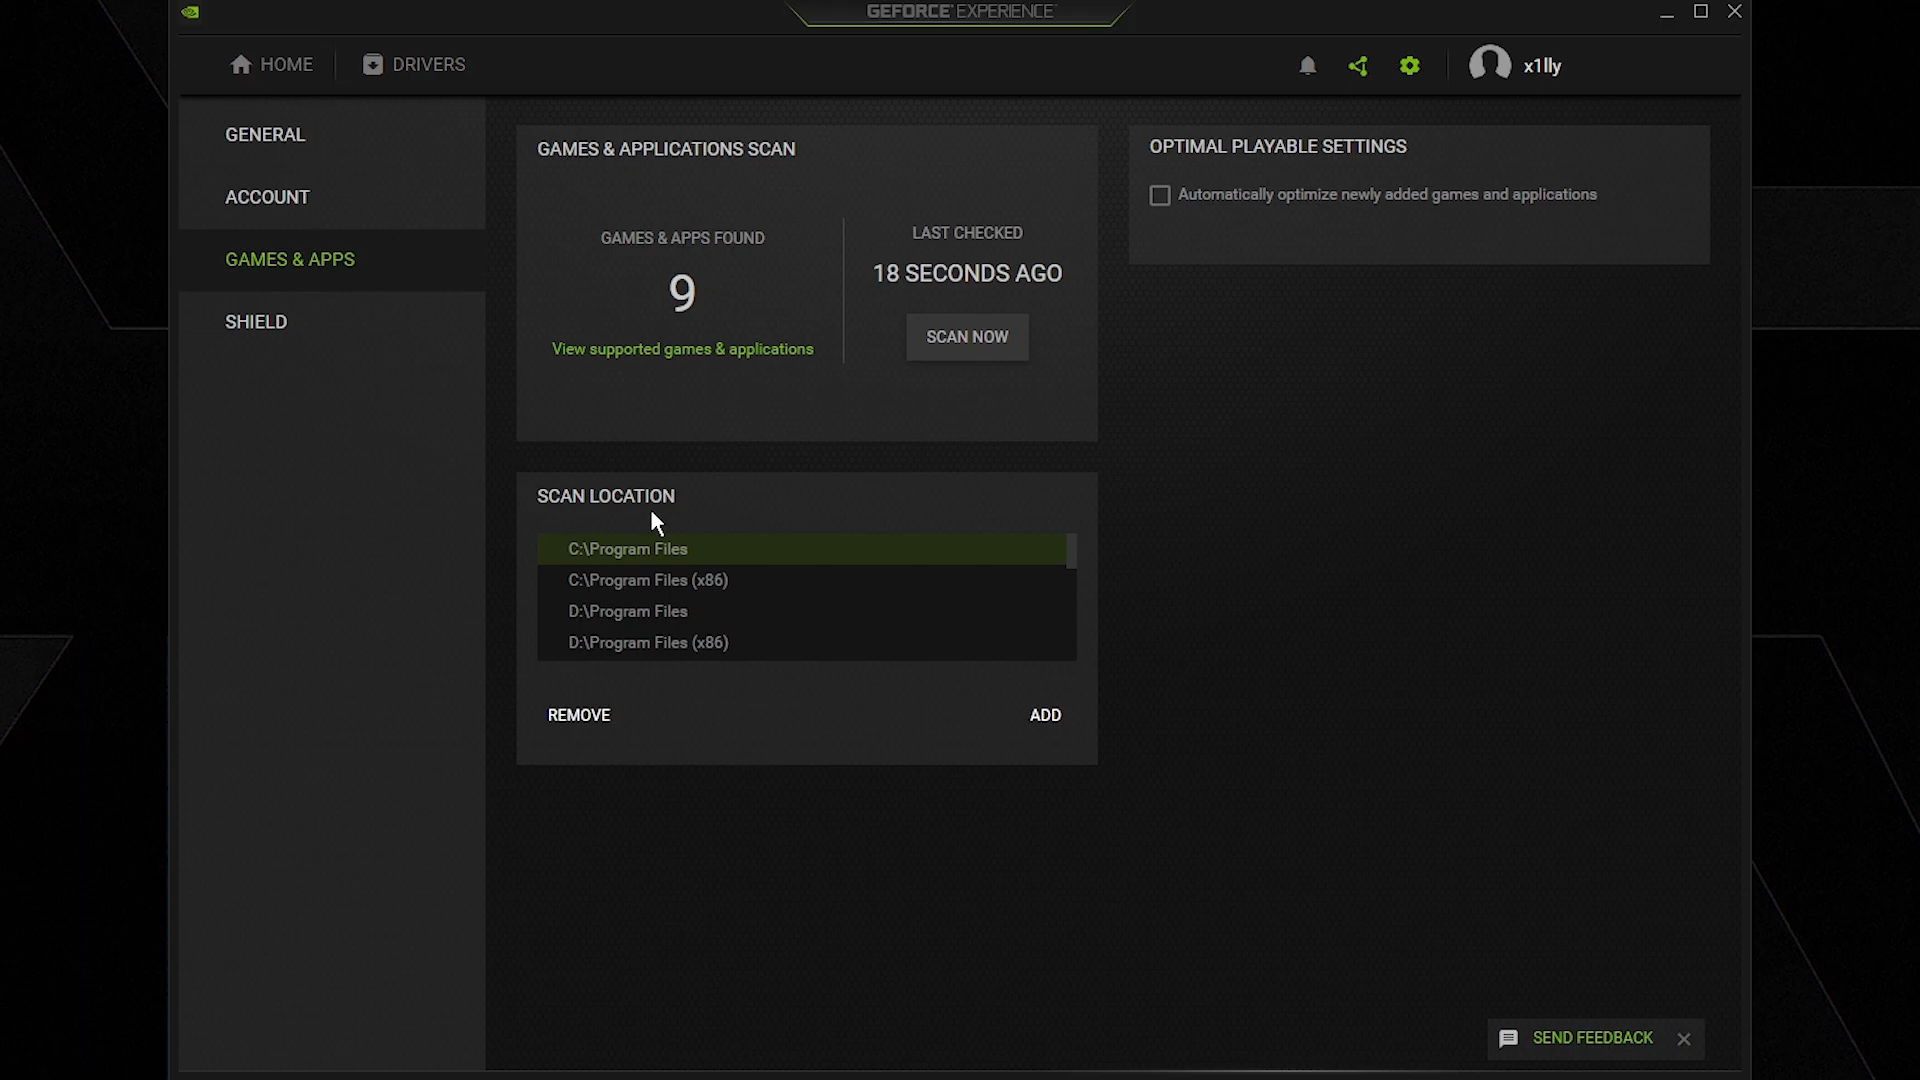 GEFORCE EXPERIENCE
HOME
DRIVERS
x1lly
GENERAL
ACCOUNT
GAMES & APPS
SHIELD
GAMES & APPLICATIONS SCAN
GAMES & APPS FOUND
9
View supported games & applications
LAST CHECKED
18 SECONDS AGO
SCAN NOW
SCAN LOCATION
C:\Program Files
C:\Program Files (x86)
D:\Program Files
D:\Program Files (x86)
REMOVE
ADD
OPTIMAL PLAYABLE SETTINGS
Automatically optimize newly added games and applications
SEND FEEDBACK